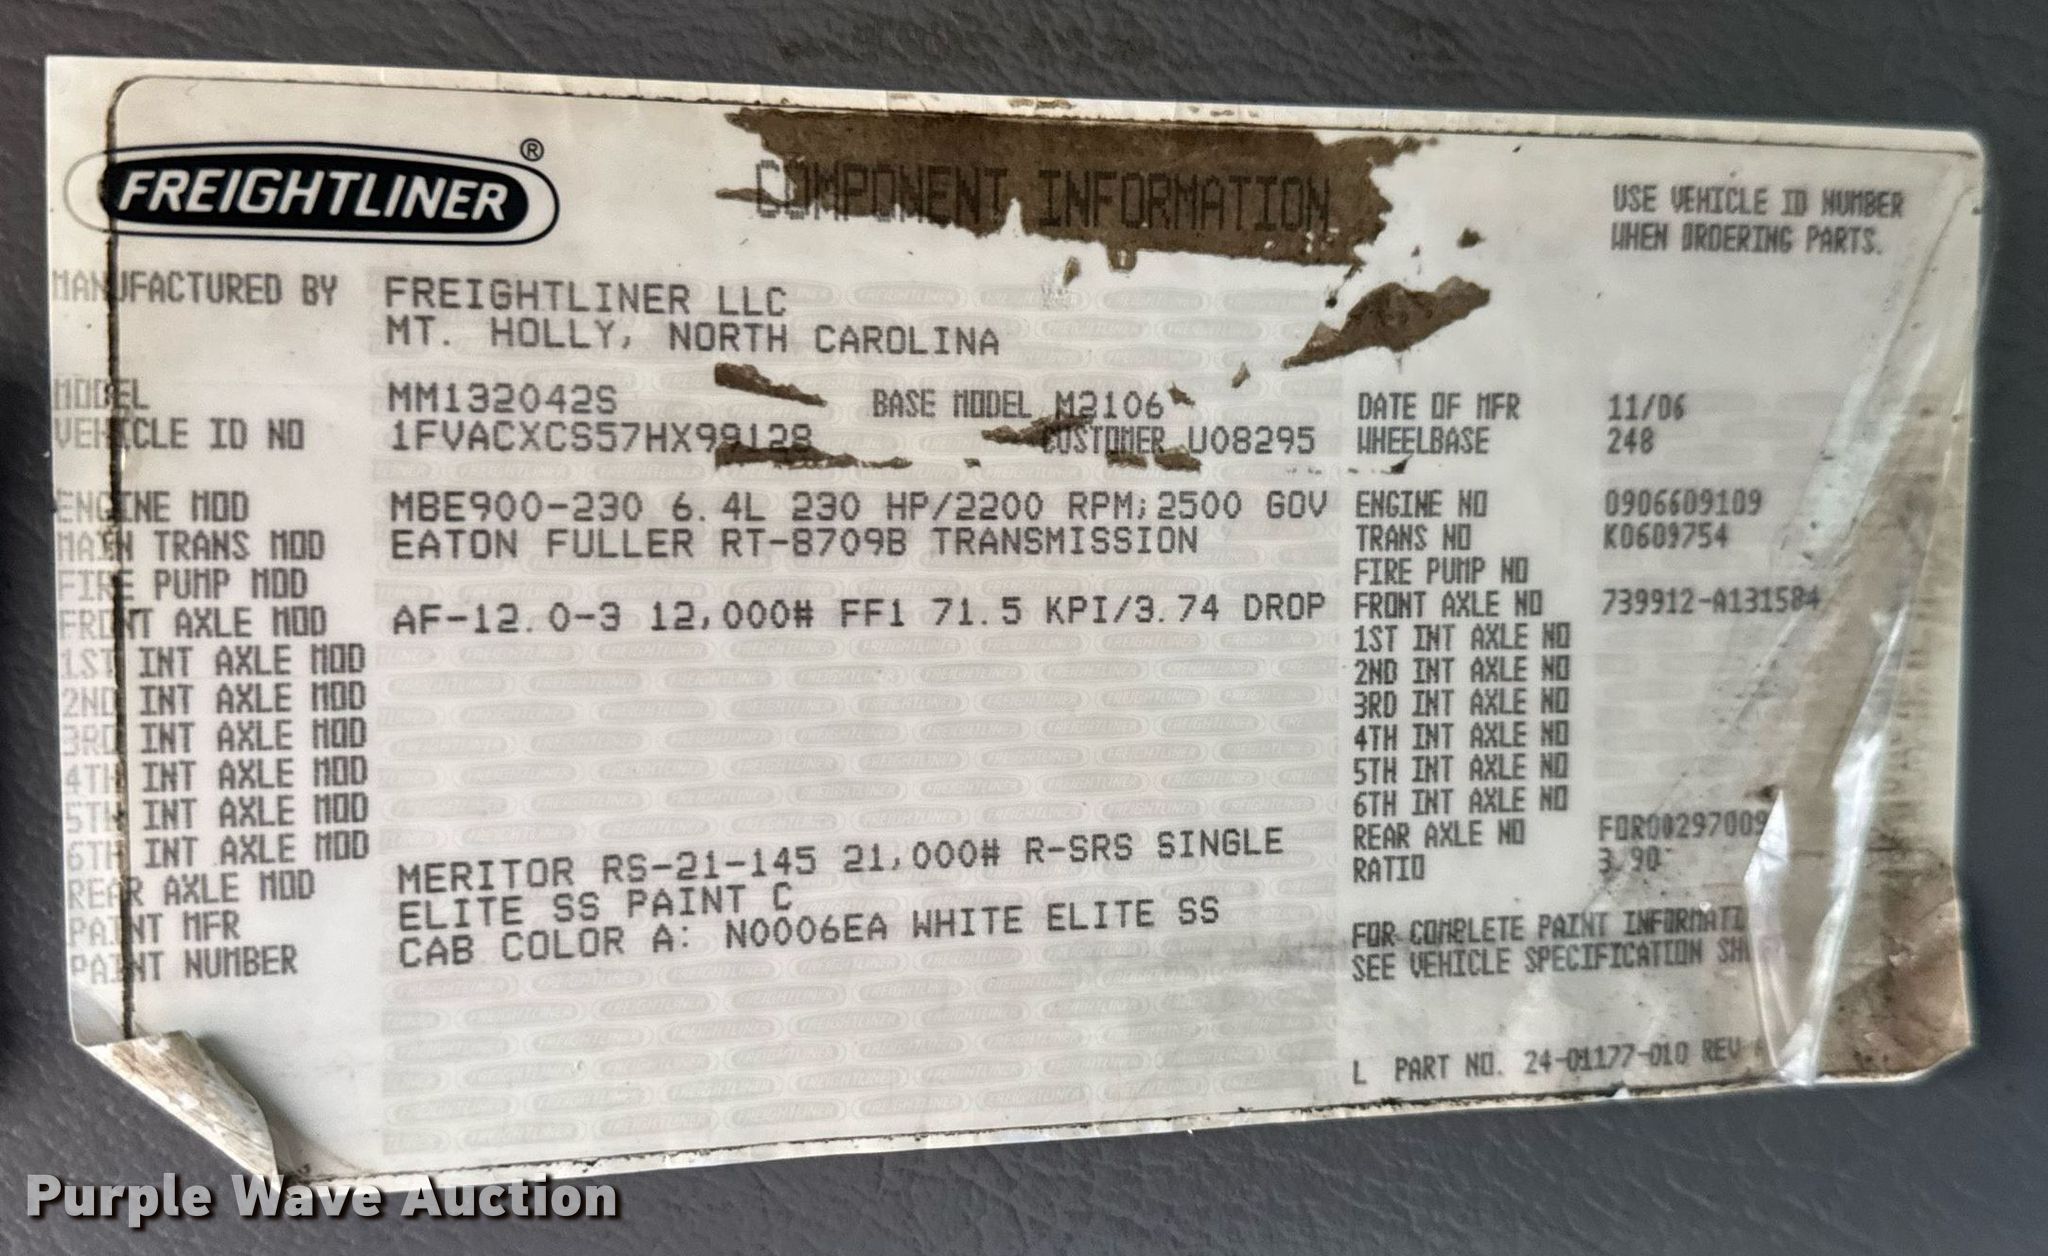 FREIGHTLINER ®
COMPONENT INFORMATION
USE VEHICLE ID NUMBER
WHEN ORDERING PARTS.
MANUFACTURED BY FREIGHTLINER LLC
MT. HOLLY, NORTH CAROLINA
MODEL MM132042S BASE MODEL M2106 DATE OF MFR 11/06
VEHICLE ID NO 1FVACXCS57HX99128 CUSTOMER U08295 WHEELBASE 248
ENGINE MOD MBE900-230 6.4L 230 HP/2200 RPM;2500 GOV ENGINE NO 0906609109
MAIN TRANS MOD EATON FULLER RT-8709B TRANSMISSION TRANS NO K0609754
FIRE PUMP MOD FIRE PUMP NO
FRONT AXLE MOD AF-12.0-3 12,000# FF1 71.5 KPI/3.74 DROP FRONT AXLE NO 739912-A131584
1ST INT AXLE MOD 1ST INT AXLE NO
2ND INT AXLE MOD 2ND INT AXLE NO
3RD INT AXLE MOD 3RD INT AXLE NO
4TH INT AXLE MOD 4TH INT AXLE NO
5TH INT AXLE MOD 5TH INT AXLE NO
6TH INT AXLE MOD 6TH INT AXLE NO
REAR AXLE MOD MERITOR RS-21-145 21,000# R-SRS SINGLE REAR AXLE NO
PAINT MFR ELITE SS PAINT C RATIO 3.90
PAINT NUMBER CAB COLOR A: N0006EA WHITE ELITE SS
FOR COMPLETE PAINT INFORMATI
SEE VEHICLE SPECIFICATION SH
L PART NO. 24-01177-010 REV
Purple Wave Auction